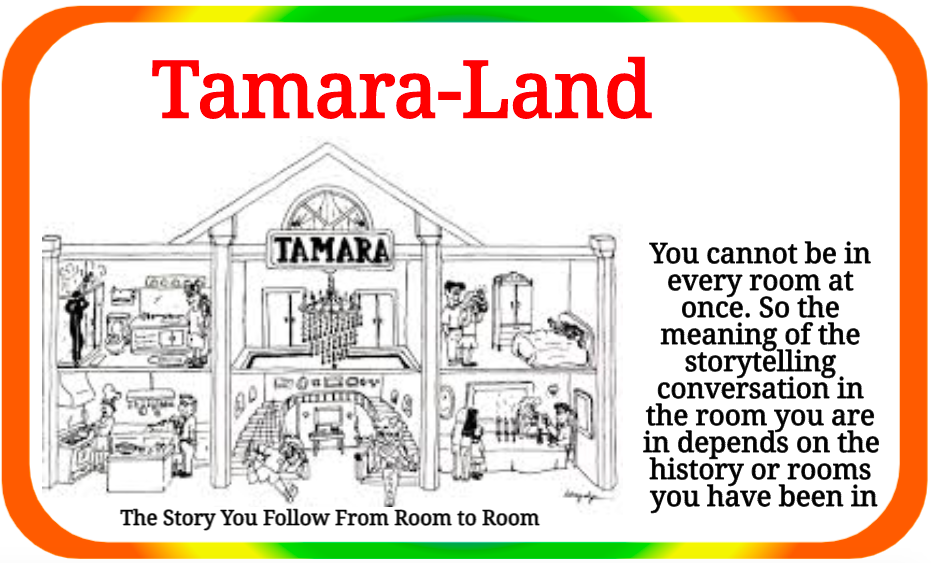 Tamara-Land
TAMARA
You cannot be in
every room at
once. So the
meaning of the
storytelling
conversation in
the room you are
in depends on the
history or rooms
you have been in
The Story You Follow From Room to Room